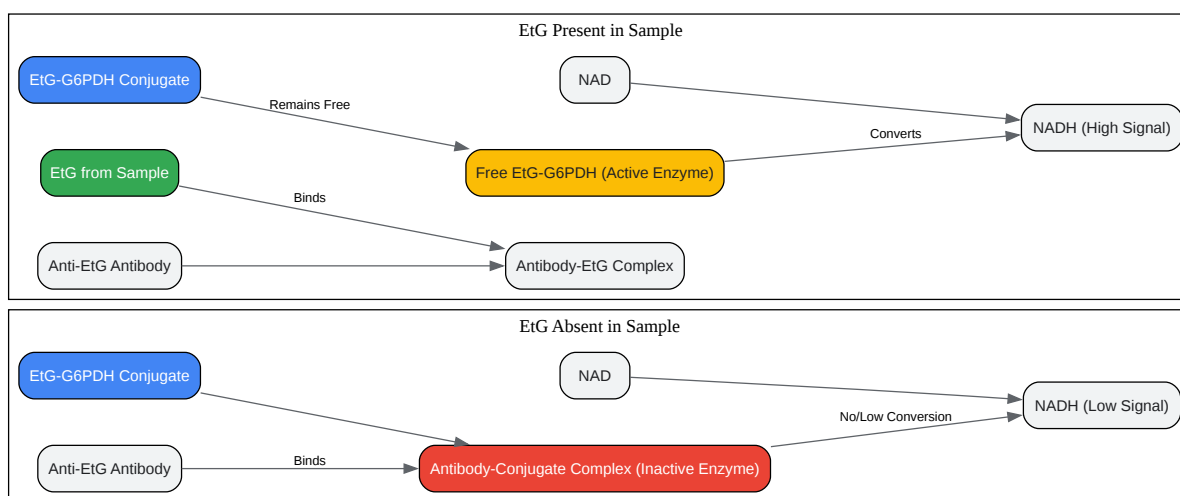 EtG Present in Sample
EtG-G6PDH Conjugate
NAD
Remains Free
NADH (High Signal)
Converts
EtG from Sample
Free EtG-G6PDH (Active Enzyme)
Binds
Anti-EtG Antibody
Antibody-EtG Complex
EtG Absent in Sample
EtG-G6PDH Conjugate
NAD
NADH (Low Signal)
No/Low Conversion
Anti-EtG Antibody
Binds
Antibody-Conjugate Complex (Inactive Enzyme)